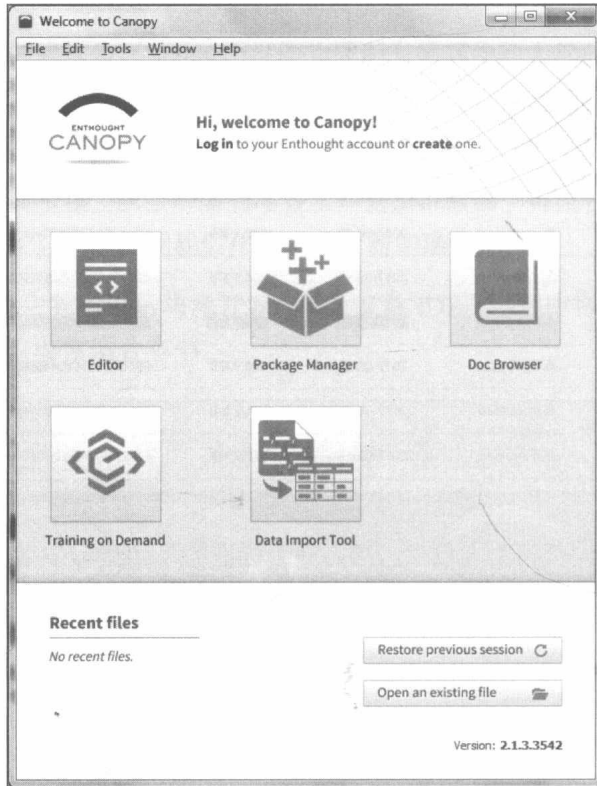 Welcome to Canopy
File Edit Tools Window Help
ENTHOUGHT
CANOPY
Hi, welcome to Canopy!
Log in to your Enthought account or create one.
Editor
Package Manager
Doc Browser
Training on Demand
Data Import Tool
Recent files
No recent files.
Restore previous session
Open an existing file
Version: 2.1.3.3542